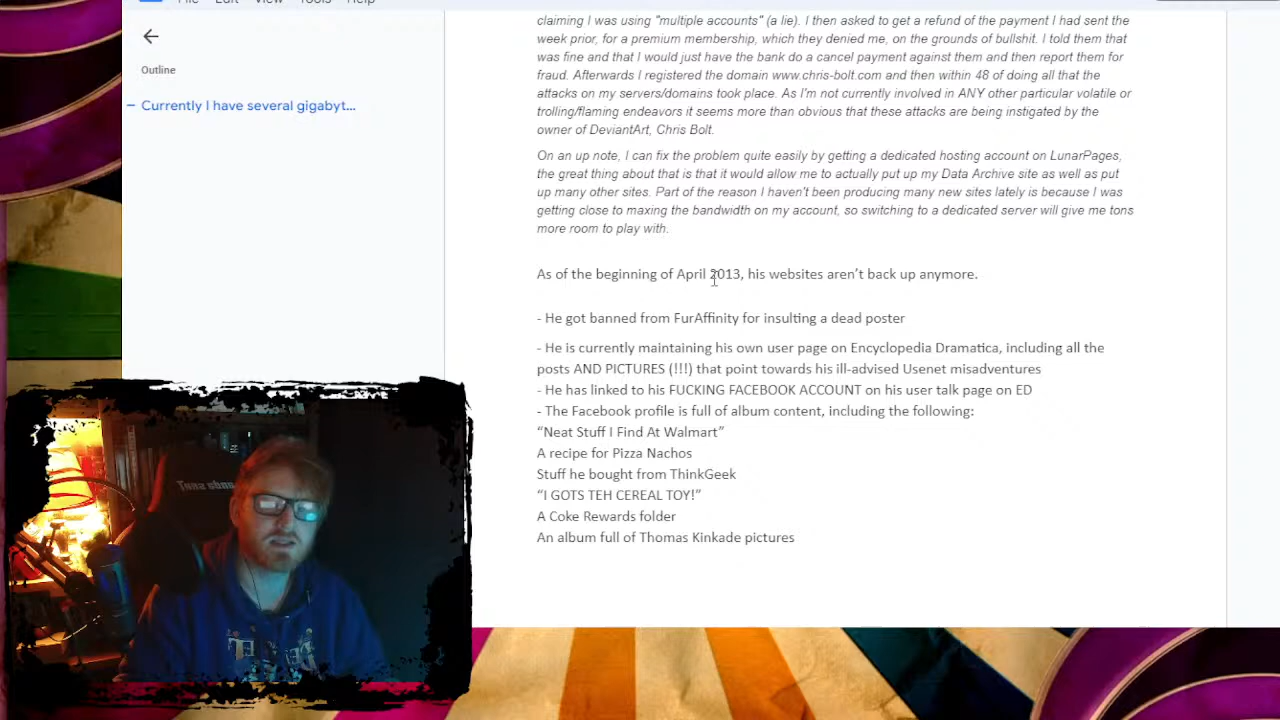 File Edit View Tools Help
claiming I was using "multiple accounts" (a lie). I then asked to get a refund of the payment I had sent the
week prior, for a premium membership, which they denied me, on the grounds of bullshit. I told them that
was fine and that I would just have the bank do a cancel payment against them and then report them for
fraud. Afterwards I registered the domain www.chris-bolt.com and then within 48 of doing all that the
attacks on my servers/domains took place. As I'm not currently involved in ANY other particular volatile or
trolling/flaming endeavors it seems more than obvious that these attacks are being instigated by the
owner of DeviantArt, Chris Bolt.
On an up note, I can fix the problem quite easily by getting a dedicated hosting account on LunarPages,
the great thing about that is that it would allow me to actually put up my Data Archive site as well as put
up many other sites. Part of the reason I haven't been producing many new sites lately is because I was
getting close to maxing the bandwidth on my account, so switching to a dedicated server will give me tons
more room to play with.
As of the beginning of April 2013, his websites aren't back up anymore.
- He got banned from FurAffinity for insulting a dead poster
- He is currently maintaining his own user page on Encyclopedia Dramatica, including all the
posts AND PICTURES (!!!) that point towards his ill-advised Usenet misadventures
- He has linked to his FUCKING FACEBOOK ACCOUNT on his user talk page on ED
- The Facebook profile is full of album content, including the following:
“Neat Stuff I Find At Walmart”
A recipe for Pizza Nachos
Stuff he bought from ThinkGeek
“I GOTS TEH CEREAL TOY!”
A Coke Rewards folder
An album full of Thomas Kinkade pictures
Outline
Currently I have several gigabyt...